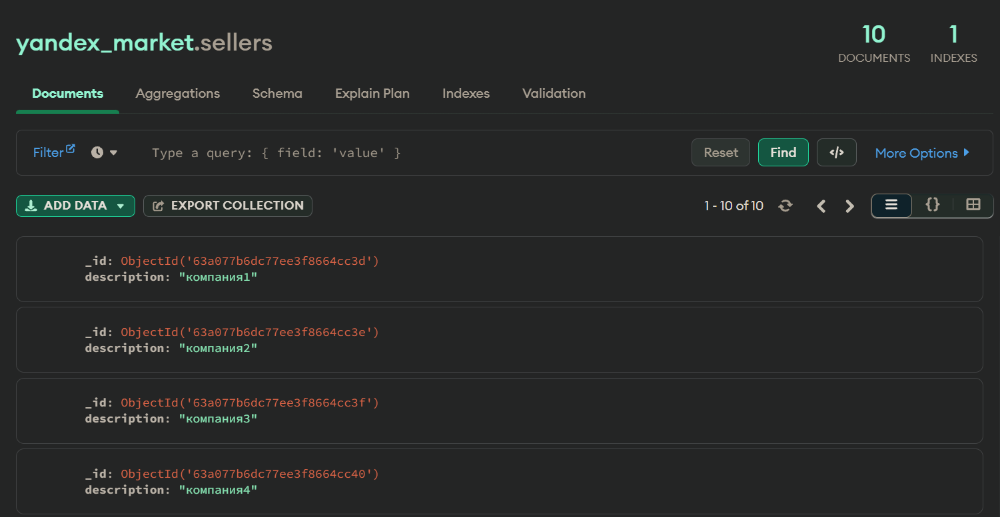 yandex_market.sellers
10
DOCUMENTS
1
INDEXES
Documents Aggregations Schema Explain Plan Indexes Validation
Filter Type a query: { field: 'value' } Reset Find </> More Options
ADD DATA EXPORT COLLECTION 1 - 10 of 10 {}
_id: ObjectId('63a077b6dc77ee3f8664cc3d')
description: "компания1"
_id: ObjectId('63a077b6dc77ee3f8664cc3e')
description: "компания2"
_id: ObjectId('63a077b6dc77ee3f8664cc3f')
description: "компания3"
_id: ObjectId('63a077b6dc77ee3f8664cc40')
description: "компания4"